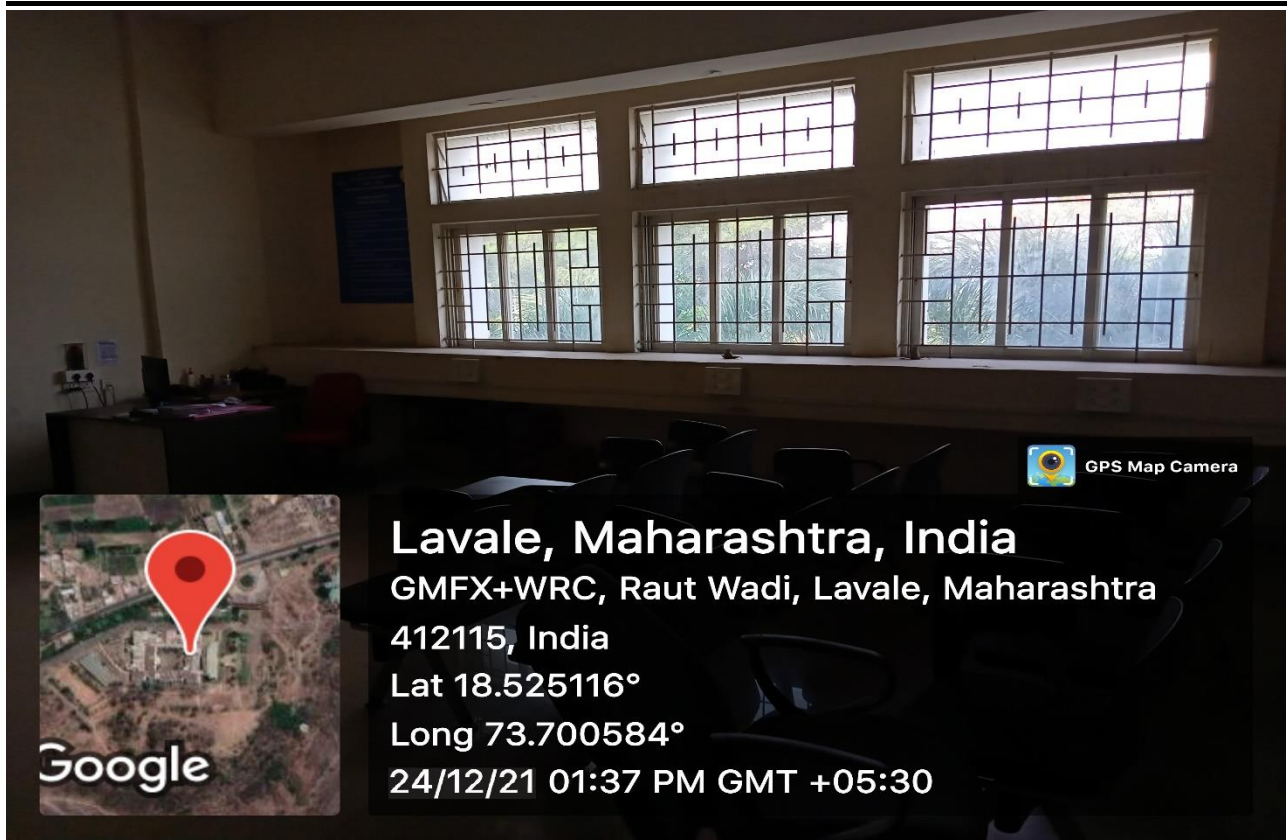 GPS Map Camera
Lavale, Maharashtra, India
GMFX+WRC, Raut Wadi, Lavale, Maharashtra
412115, India
Lat 18.525116°
Long 73.700584°
24/12/21 01:37 PM GMT +05:30
Google